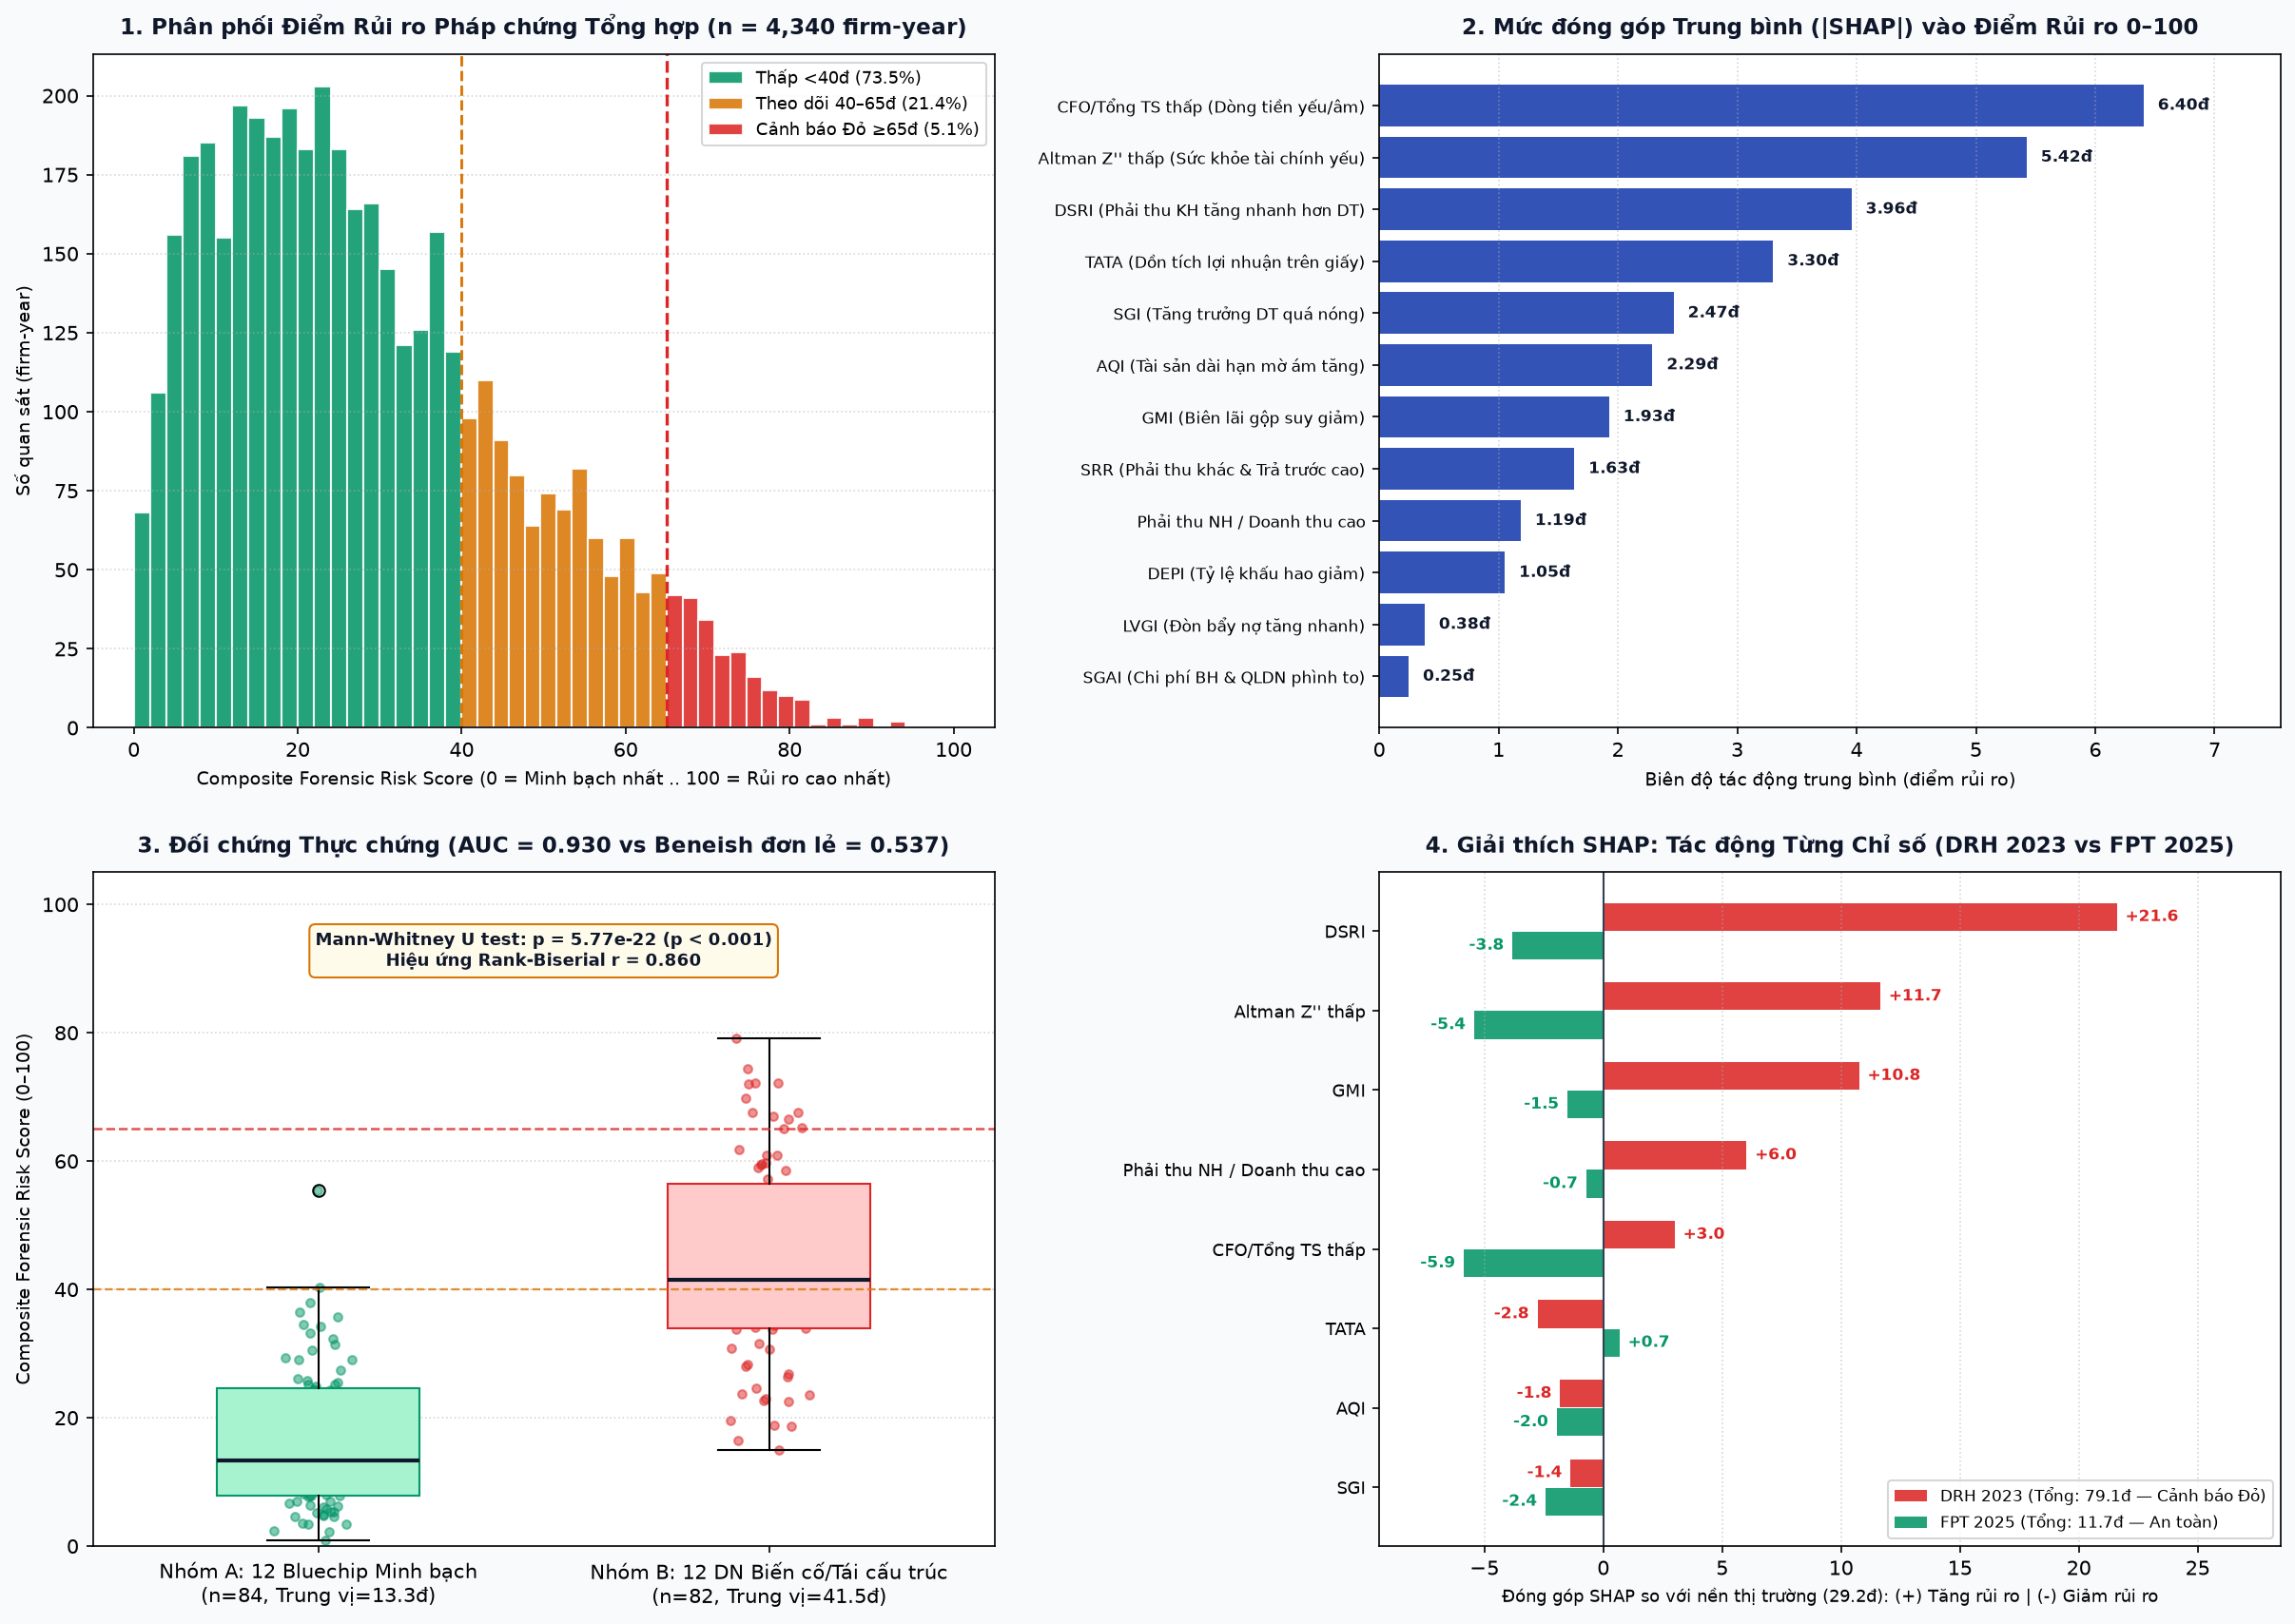 1. Phân phối Điểm Rủi ro Pháp chứng Tổng hợp (n = 4,340 firm-year)
Thấp <40đ (73.5%)
Theo dõi 40–65đ (21.4%)
Cảnh báo Đỏ ≥65đ (5.1%)
Số quan sát (firm-year)
200
175
150
125
100
75
50
25
0
0 20 40 60 80 100
Composite Forensic Risk Score (0 = Minh bạch nhất .. 100 = Rủi ro cao nhất)
2. Mức đóng góp Trung bình (|SHAP|) vào Điểm Rủi ro 0–100
CFO/Tổng TS thấp (Dòng tiền yếu/âm) 6.40đ
Altman Z'' thấp (Sức khỏe tài chính yếu) 5.42đ
DSRI (Phải thu KH tăng nhanh hơn DT) 3.96đ
TATA (Dồn tích lợi nhuận trên giấy) 3.30đ
SGI (Tăng trưởng DT quá nóng) 2.47đ
AQI (Tài sản dài hạn mờ ám tăng) 2.29đ
GMI (Biên lãi gộp suy giảm) 1.93đ
SRR (Phải thu khác & Trả trước cao) 1.63đ
Phải thu NH / Doanh thu cao 1.19đ
DEPI (Tỷ lệ khấu hao giảm) 1.05đ
LVGI (Đòn bẩy nợ tăng nhanh) 0.38đ
SGAI (Chi phí BH & QLDN phình to) 0.25đ
0 1 2 3 4 5 6 7
Biên độ tác động trung bình (điểm rủi ro)
3. Đối chứng Thực chứng (AUC = 0.930 vs Beneish đơn lẻ = 0.537)
Mann-Whitney U test: p = 5.77e-22 (p < 0.001)
Hiệu ứng Rank-Biserial r = 0.860
Composite Forensic Risk Score (0–100)
100
80
60
40
20
0
Nhóm A: 12 Bluechip Minh bạch
(n=84, Trung vị=13.3đ)
Nhóm B: 12 DN Biến cố/Tái cấu trúc
(n=82, Trung vị=41.5đ)
4. Giải thích SHAP: Tác động Từng Chỉ số (DRH 2023 vs FPT 2025)
DSRI +21.6 -3.8
Altman Z'' thấp +11.7 -5.4
GMI +10.8 -1.5
Phải thu NH / Doanh thu cao +6.0 -0.7
CFO/Tổng TS thấp +3.0 -5.9
TATA -2.8 +0.7
AQI -1.8 -2.0
SGI -1.4 -2.4
DRH 2023 (Tổng: 79.1đ — Cảnh báo Đỏ)
FPT 2025 (Tổng: 11.7đ — An toàn)
−5 0 5 10 15 20 25
Đóng góp SHAP so với nền thị trường (29.2đ): (+) Tăng rủi ro | (-) Giảm rủi ro